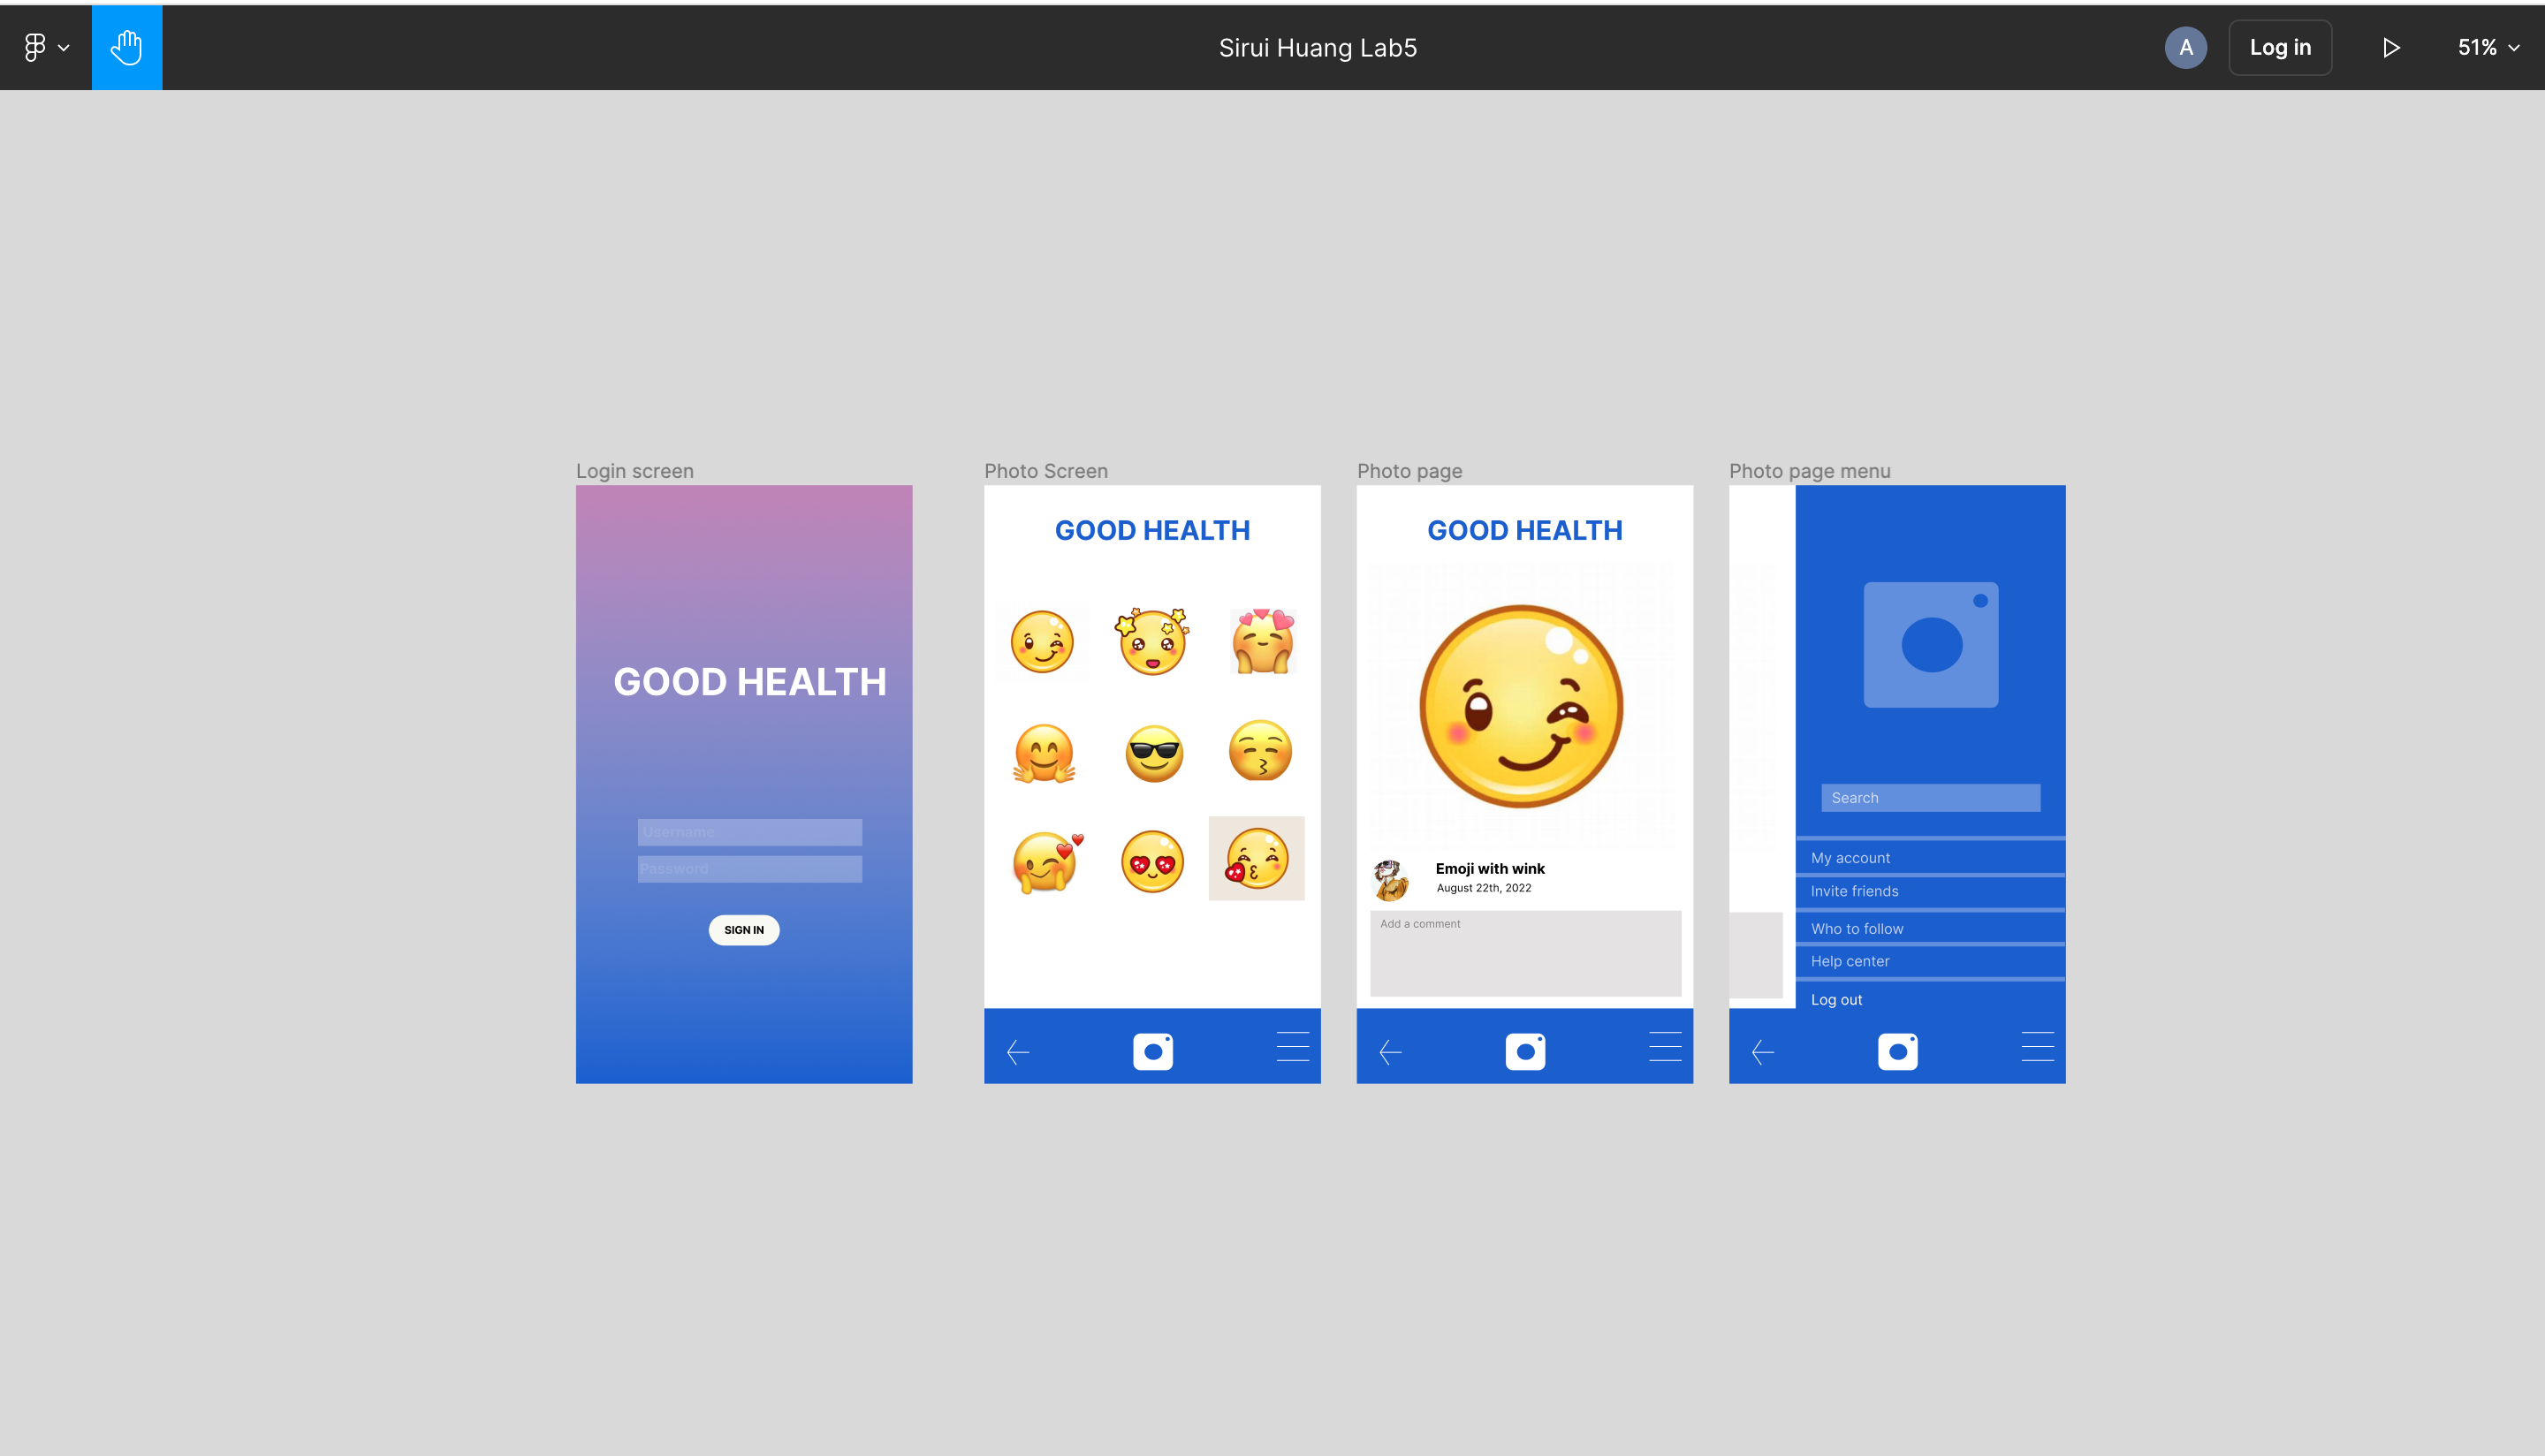 Sirui Huang Lab5
A
Log in
51%
Login screen
GOOD HEALTH
Username
Password
SIGN IN
Photo Screen
GOOD HEALTH
Photo page
GOOD HEALTH
Emoji with wink
August 22th, 2022
Add a comment
Photo page menu
Search
My account
Invite friends
Who to follow
Help center
Log out